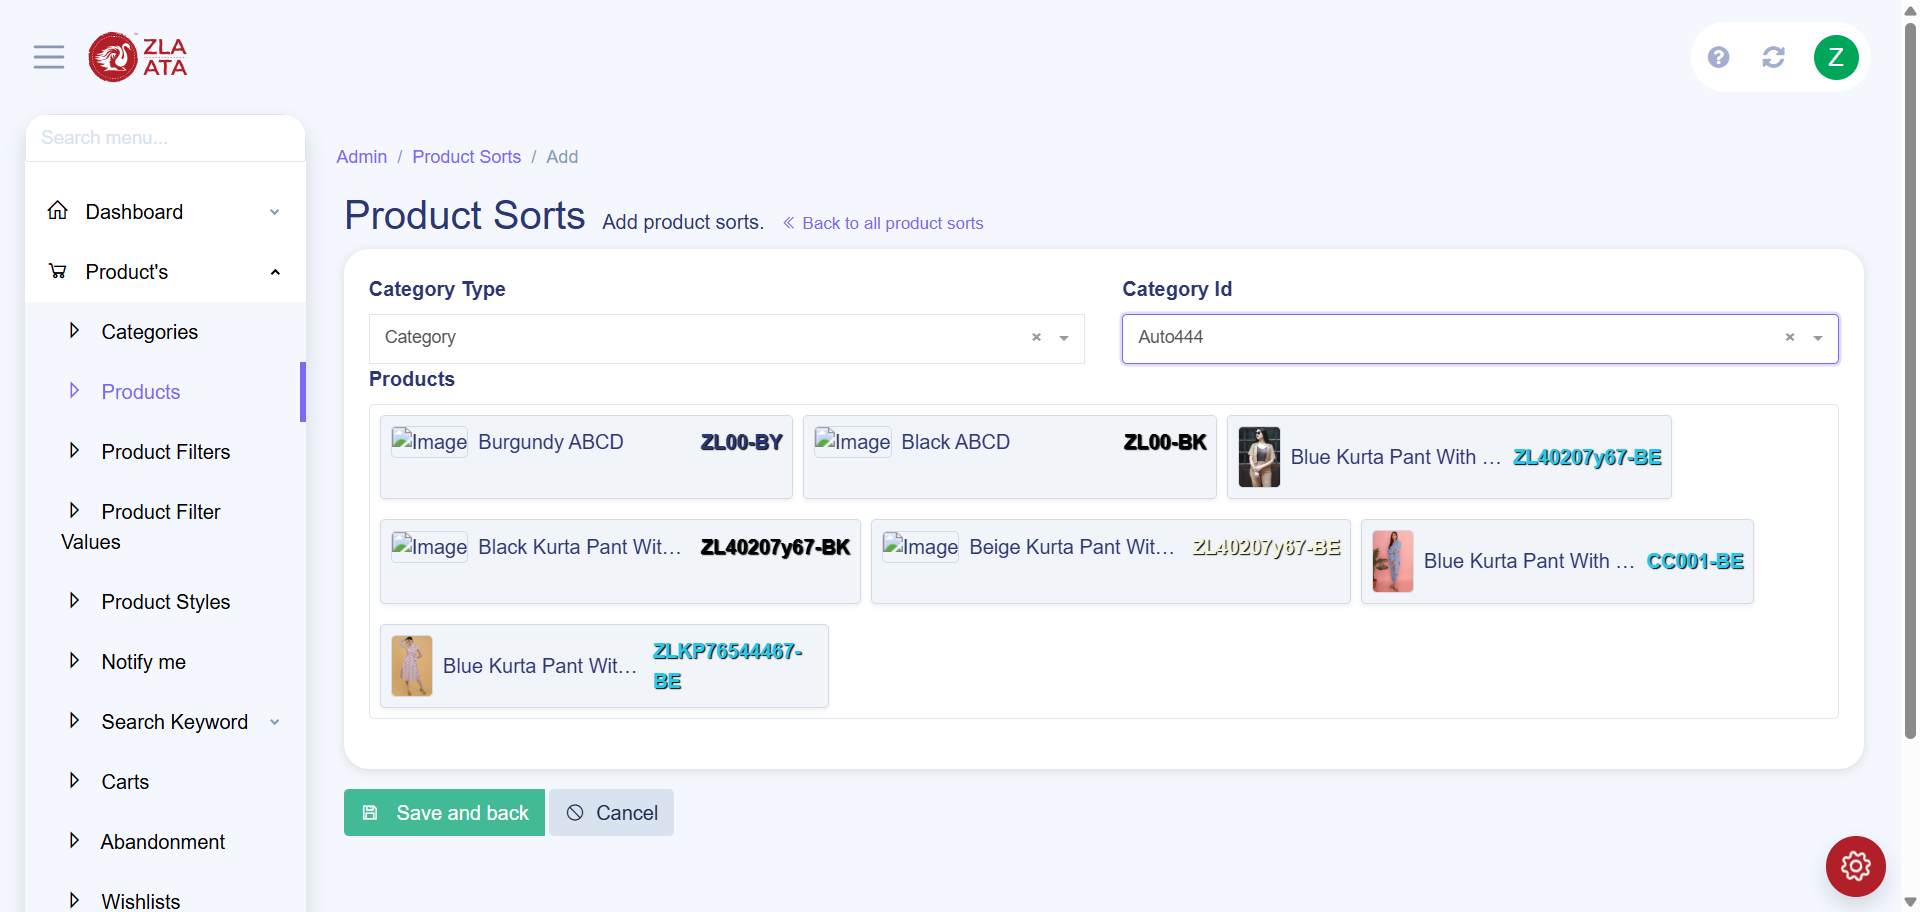 ZLA
ATA
Z
Search menu...
Dashboard
Product's
Categories
Products
Product Filters
Product Filter
Values
Product Styles
Notify me
Search Keyword
Carts
Abandonment
Wishlists
Admin / Product Sorts / Add
Product Sorts Add product sorts. « Back to all product sorts
Category Type
Category Id
Category × 
Auto444 ×
Products
Image Burgundy ABCD ZL00-BY
Image Black ABCD ZL00-BK
Blue Kurta Pant With ... ZL40207y67-BE
Image Black Kurta Pant Wit... ZL40207y67-BK
Image Beige Kurta Pant Wit... ZL40207y67-BE
Blue Kurta Pant With ... CC001-BE
Blue Kurta Pant Wit... ZLKP76544467-
BE
Save and back
Cancel